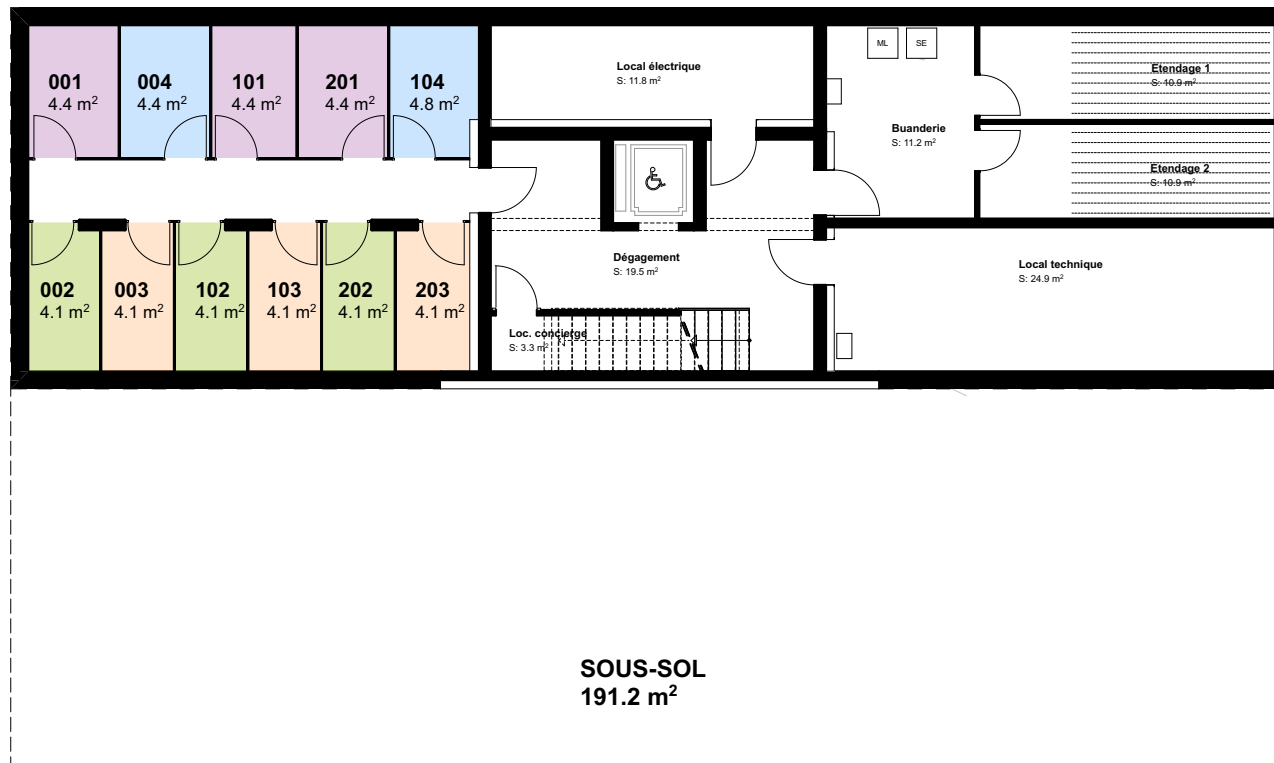 001
4.4 m²
004
4.4 m²
101
4.4 m²
201
4.4 m²
104
4.8 m²
Local électrique
S: 11.8 m²
ML
SE
Buanderie
S: 11.2 m²
Etendage 1
S: 10.9 m²
Etendage 2
S: 10.9 m²
002
4.1 m²
003
4.1 m²
102
4.1 m²
103
4.1 m²
202
4.1 m²
203
4.1 m²
Dégagement
S: 19.5 m²
Local technique
S: 24.9 m²
Loc. concierge
S: 3.3 m²
SOUS-SOL
191.2 m²